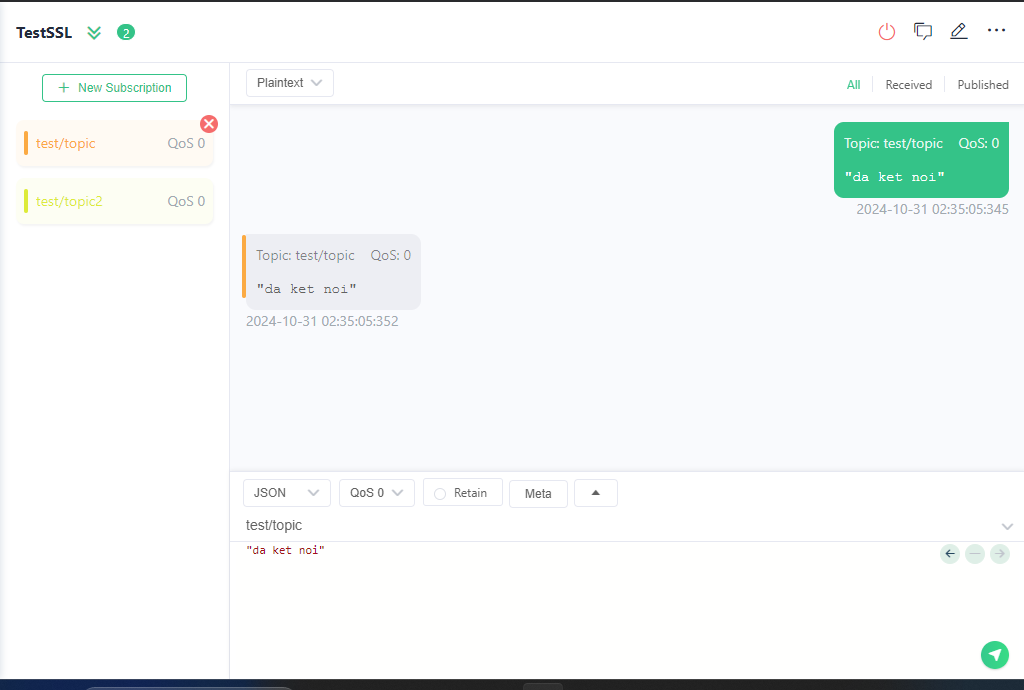 TestSSL 2
New Subscription
test/topic QoS 0
test/topic2 QoS 0
Plaintext All Received Published
Topic: test/topic QoS: 0
"da ket noi"
2024-10-31 02:35:05:345
Topic: test/topic QoS: 0
"da ket noi"
2024-10-31 02:35:05:352
JSON QoS 0 Retain Meta
test/topic
"da ket noi"